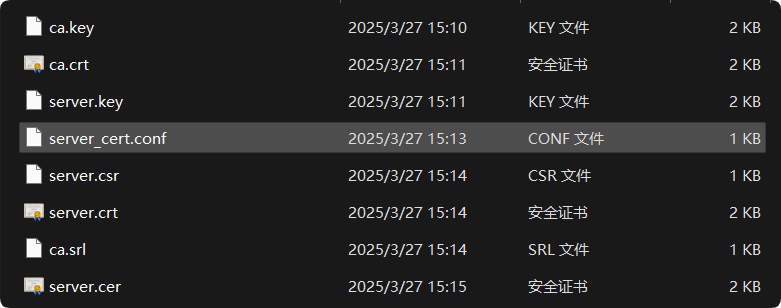 ca.key 2025/3/27 15:10 KEY 文件 2 KB
ca.crt 2025/3/27 15:11 安全证书 2 KB
server.key 2025/3/27 15:11 KEY 文件 2 KB
server_cert.conf 2025/3/27 15:13 CONF 文件 1 KB
server.csr 2025/3/27 15:14 CSR 文件 1 KB
server.crt 2025/3/27 15:14 安全证书 2 KB
ca.srl 2025/3/27 15:14 SRL 文件 1 KB
server.cer 2025/3/27 15:15 安全证书 2 KB